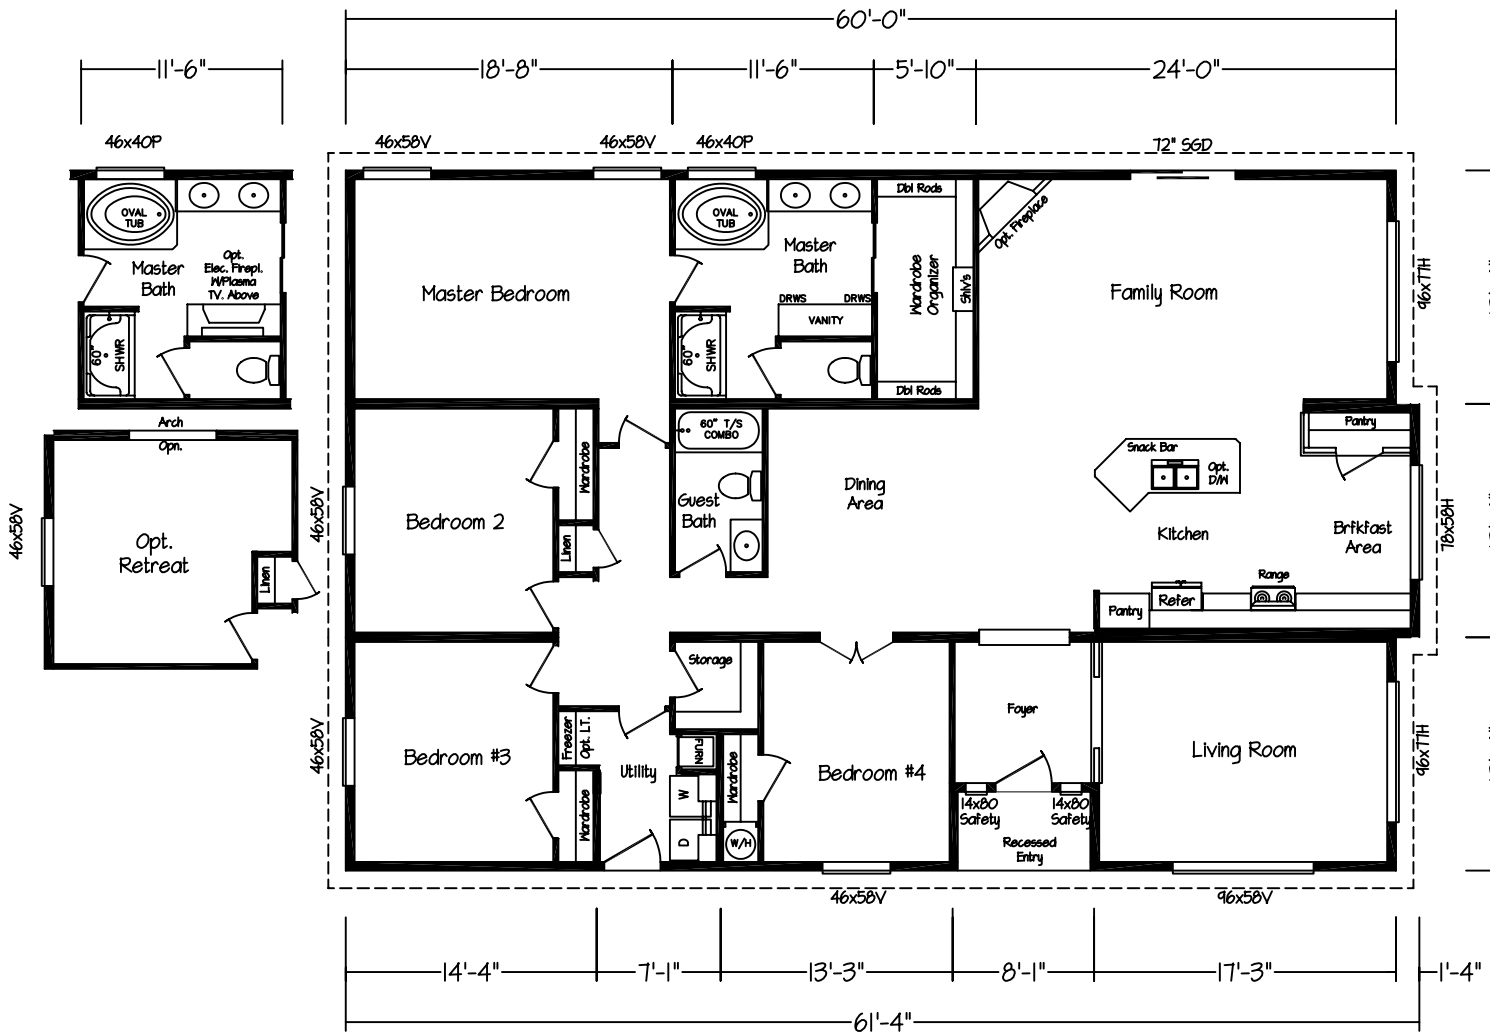 60'-0"
11'-6"
18'-8"
11'-6"
5'-10"
24'-0"
46x40P
46x58V
46x58V
46x40P
72" SGD
OVAL
TUB
Opt.
Elec. Firepl.
W/Plasma
TV. Above
Master
Bath
60"
SHWR
Arch
Opn.
46x58V
Opt.
Retreat
Linen
Master Bedroom
OVAL
TUB
Master
Bath
DRWS
DRWS
VANITY
60"
SHWR
Dbl Rods
Wardrobe
Organizer
Shlv's
Dbl Rods
Opt. Fireplace
Family Room
96x77H
46x58V
Bedroom 2
Wardrobe
Linen
60" T/S
COMBO
Guest
Bath
Dining
Area
Snack Bar
Opt.
D/W
Pantry
Kitchen
Brfkfast
Area
78x58H
Range
Refer
Pantry
46x58V
Bedroom #3
Freezer
Opt. LT.
Wardrobe
Utility
Storage
FURN
W
D
Wardrobe
W/H
Bedroom #4
Foyer
14x80
Safety
14x80
Safety
Recessed
Entry
Living Room
96x77H
46x58V
96x58V
14'-4"
7'-1"
13'-3"
8'-1"
17'-3"
1'-4"
61'-4"